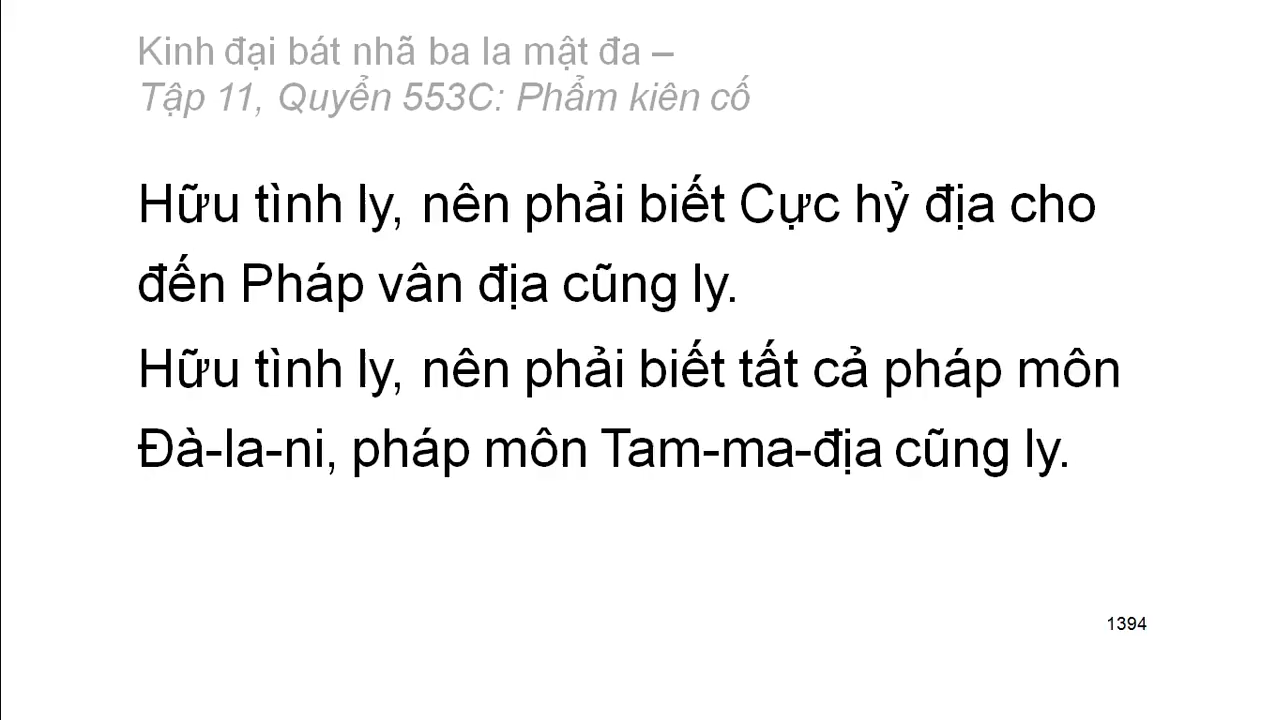 Kinh đại bát nhã ba la mật đa –
Tập 11, Quyển 553C: Phẩm kiên cố
Hữu tình ly, nên phải biết Cực hỷ địa cho
đến Pháp vân địa cũng ly.
Hữu tình ly, nên phải biết tất cả pháp môn
Đà-la-ni, pháp môn Tam-ma-địa cũng ly.
1394